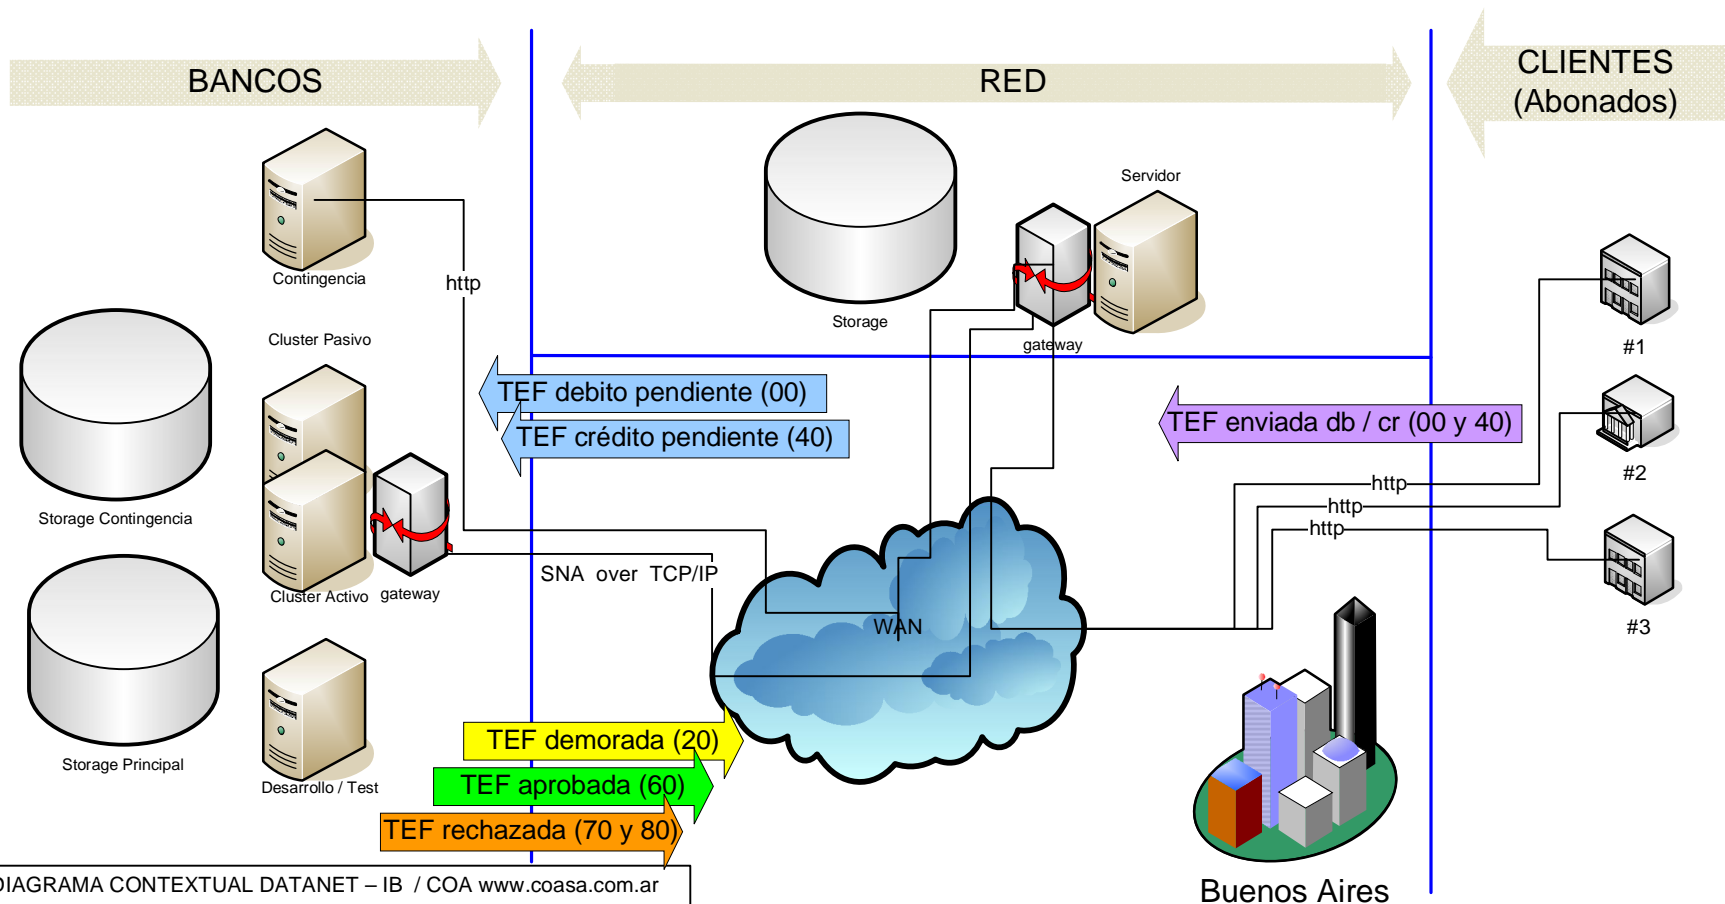 BANCOS
RED
CLIENTES
(Abonados)
Contingencia
http
Storage
Servidor
gateway
#1
#2
#3
Cluster Pasivo
Storage Contingencia
TEF debito pendiente (00)
TEF crédito pendiente (40)
TEF enviada db / cr (00 y 40)
http
http
http
SNA over TCP/IP
Cluster Activo
gateway
WAN
Storage Principal
Desarrollo / Test
TEF demorada (20)
TEF aprobada (60)
TEF rechazada (70 y 80)
DIAGRAMA CONTEXTUAL DATANET – IB / COA www.coasa.com.ar
Buenos Aires